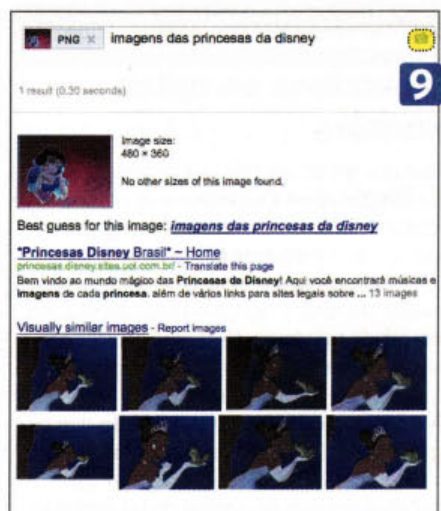 PNG × imagens das princesas da disney
9
1 result (0.30 seconds)
Image size:
480 × 360
No other sizes of this image found.
Best guess for this image: imagens das princesas da disney
"Princesas Disney Brasil" ~ Home
princesas.disney.sites.uol.com.br/ - Translate this page
Bem vindo ao mundo mágico das Princesas da Disney! Aqui você encontrará músicas e
imagens de cada princesa. além de vários links para sites legais sobre ... 13 images
Visually similar images - Report images